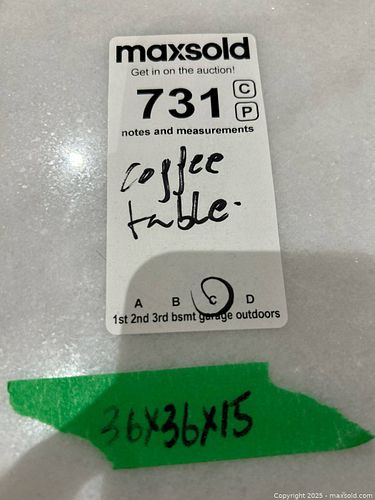 maxsold
Get in on the auction!
731 C
P
notes and measurements
coffee
table.
A B C D
1st 2nd 3rd bsmt garage outdoors
36x36x15
Copyright 2025 - maxsold.com